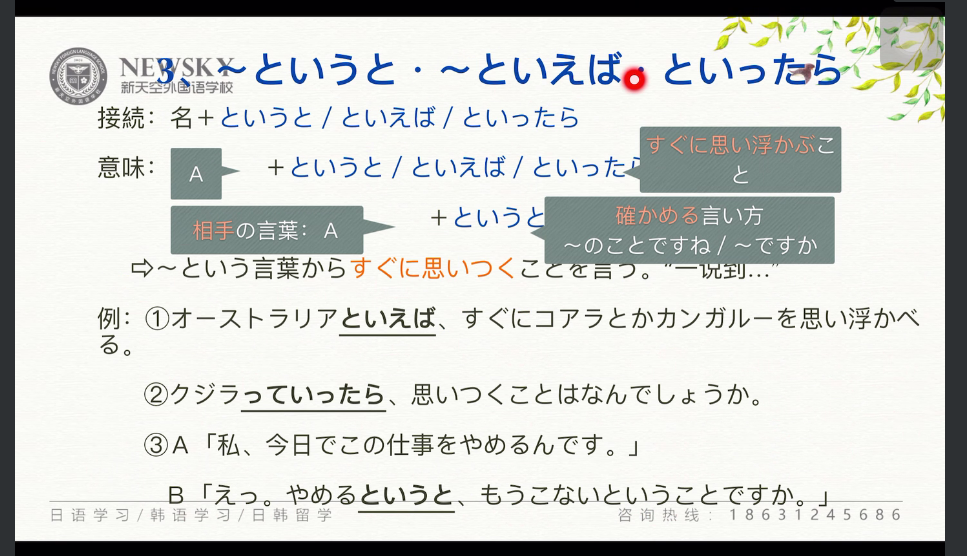 NEWSKY
新天空外国语学校
3、～というと・～といえば・といったら
接続：名＋というと / といえば / といったら
意味：
A
＋というと / といえば / といったら
すぐに思い浮かぶこ
と
相手の言葉：A
＋というと
確かめる言い方
～のことですね / ～ですか
⇨～という言葉からすぐに思いつくことを言う。“一说到…”
例：①オーストラリアといえば、すぐにコアラとかカンガルーを思い浮かべ
る。
②クジラっていったら、思いつくことはなんでしょうか。
③A「私、今日でこの仕事をやめるんです。」
B「えっ。やめるというと、もうこないということですか。」
日语学习/韩语学习/日韩留学
咨询热线：18631245686